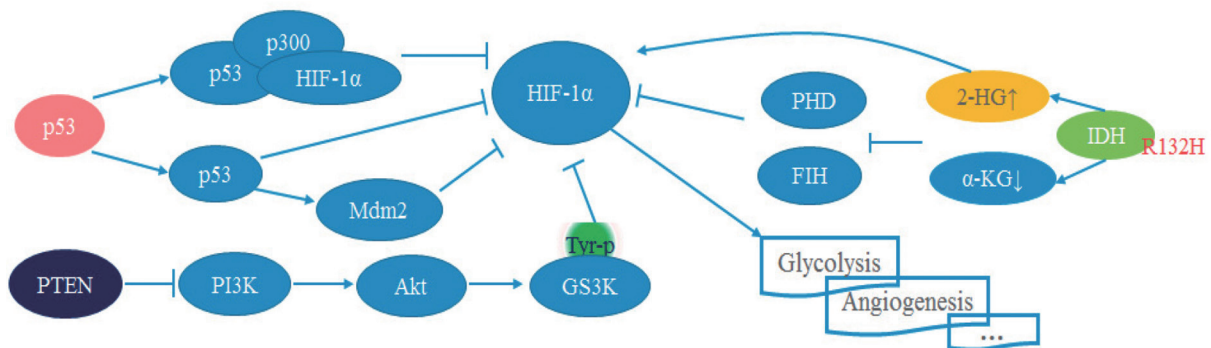 p300
p53
HIF-1α
p53
p53
Mdm2
HIF-1α
PHD
FIH
2-HG↑
IDH
R132H
α-KG↓
PTEN
PI3K
Akt
Tyr-p
GS3K
Glycolysis
Angiogenesis
...